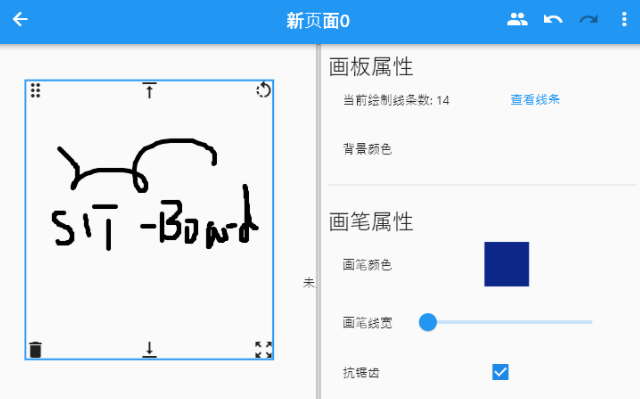 新页面0
SIT-Board
未
画板属性
当前绘制线条数: 14 查看线条
背景颜色
画笔属性
画笔颜色
画笔线宽
抗锯齿